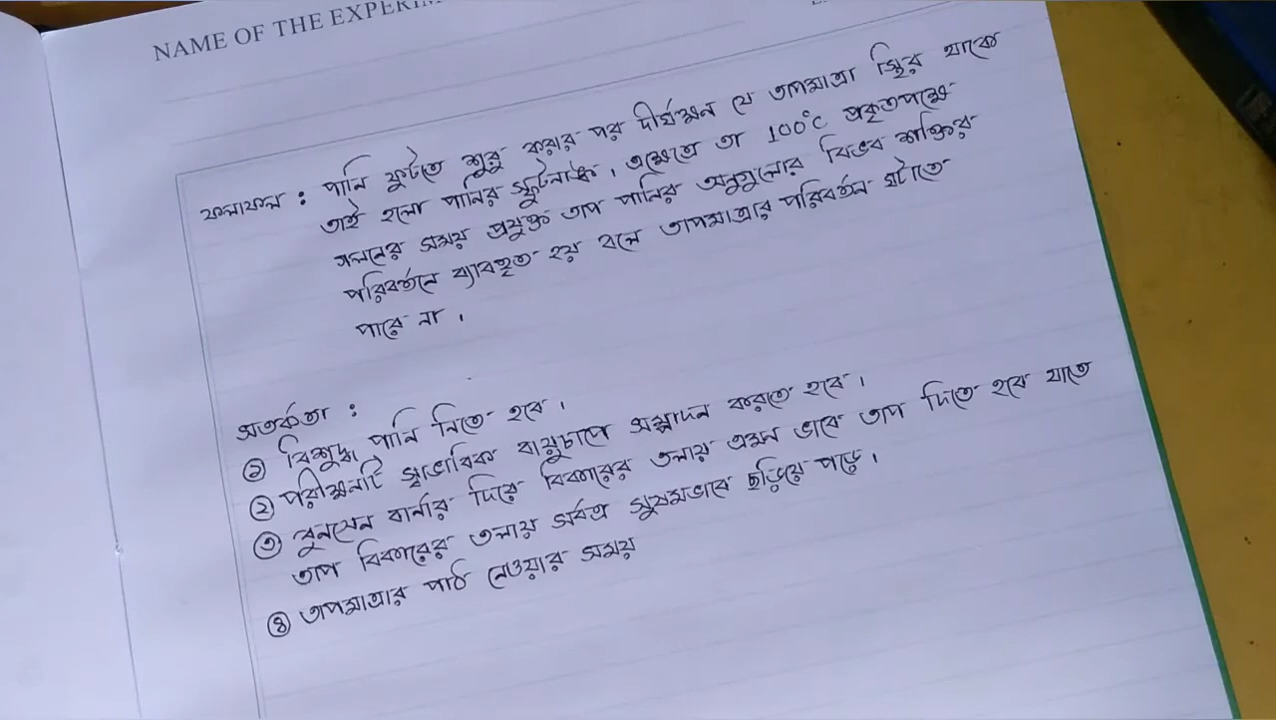 NAME OF THE EXPERIM
ফলাফল : পানি ফুটতে শুরু করার পর দীর্ঘক্ষন যে তাপমাত্রা স্থির থাকে
তাই হলো পানির স্ফুটনাঙ্ক। এক্ষেত্রে তা 100°C প্রকৃতপক্ষে
গলনের সময় প্রযুক্ত তাপ পানির অনুগুলোর বিভব শক্তির
পরিবর্তনে ব্যাবহৃত হয় বলে তাপমাত্রার পরিবর্তন ঘটাতে
পারে না।
সতর্কতা :
① বিশুদ্ধ পানি নিতে হবে।
② পরীক্ষনটি স্বাভাবিক বায়ুচাপে সম্পাদন করতে হবে।
③ বুনসেন বার্নার দিয়ে বিকারের তলায় এমন ভাবে তাপ দিতে হবে যাতে
তাপ বিকারের তলায় সর্বত্র সুষমভাবে ছড়িয়ে পড়ে।
④ তাপমাত্রার পাঠ নেওয়ার সময়